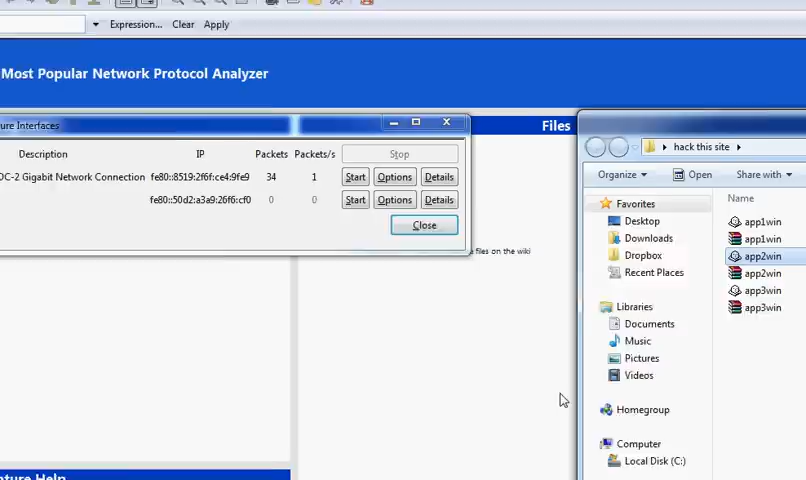 Expression... Clear Apply
Most Popular Network Protocol Analyzer
ure Interfaces
Files
Description IP Packets Packets/s Stop
DC-2 Gigabit Network Connection fe80::8519:2f6f:ce4:9fe9 34 1 Start Options Details
fe80::50d2:a3a9:26f6:cf0 0 0 Start Options Details
Close
e files on the wiki
hack this site
Organize Open Share with
Favorites
Desktop
Downloads
Dropbox
Recent Places
Libraries
Documents
Music
Pictures
Videos
Homegroup
Computer
Local Disk (C:)
Name
app1win
app1win
app2win
app2win
app3win
app3win
ture Help